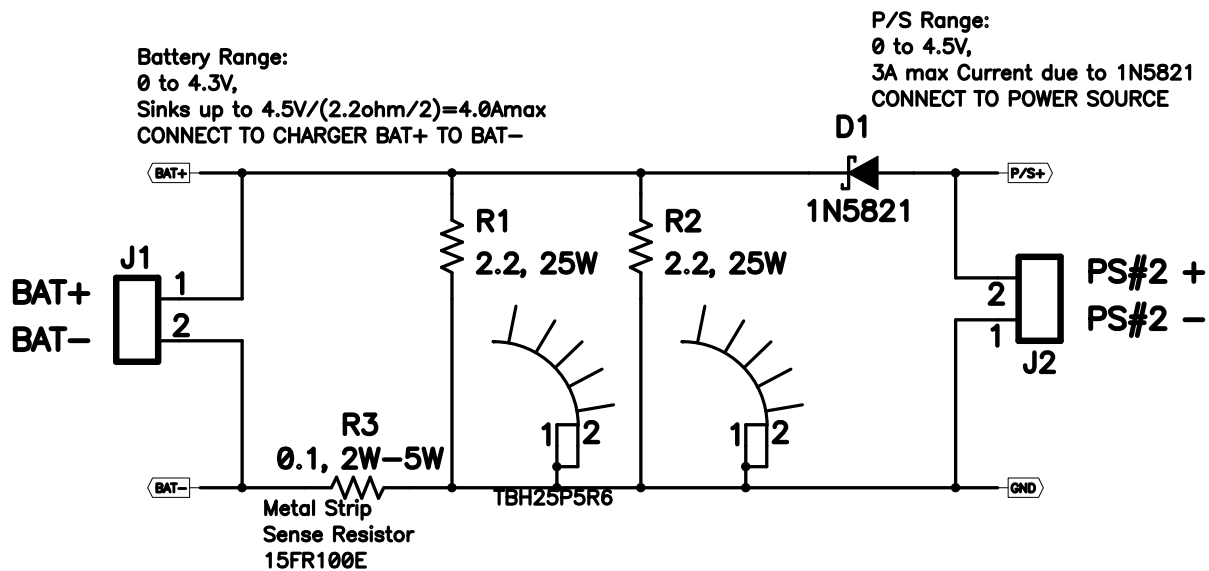 P/S Range:
0 to 4.5V,
3A max Current due to 1N5821
CONNECT TO POWER SOURCE
Battery Range:
0 to 4.3V,
Sinks up to 4.5V/(2.2ohm/2)=4.0Amax
CONNECT TO CHARGER BAT+ TO BAT-
D1
1N5821
BAT+
P/S+
R1
2.2, 25W
R2
2.2, 25W
J1
1
2
BAT+
BAT-
2
1
J2
PS#2 +
PS#2 -
1 2
1 2
R3
0.1, 2W-5W
BAT-
TBH25P5R6
GND
Metal Strip
Sense Resistor
15FR100E